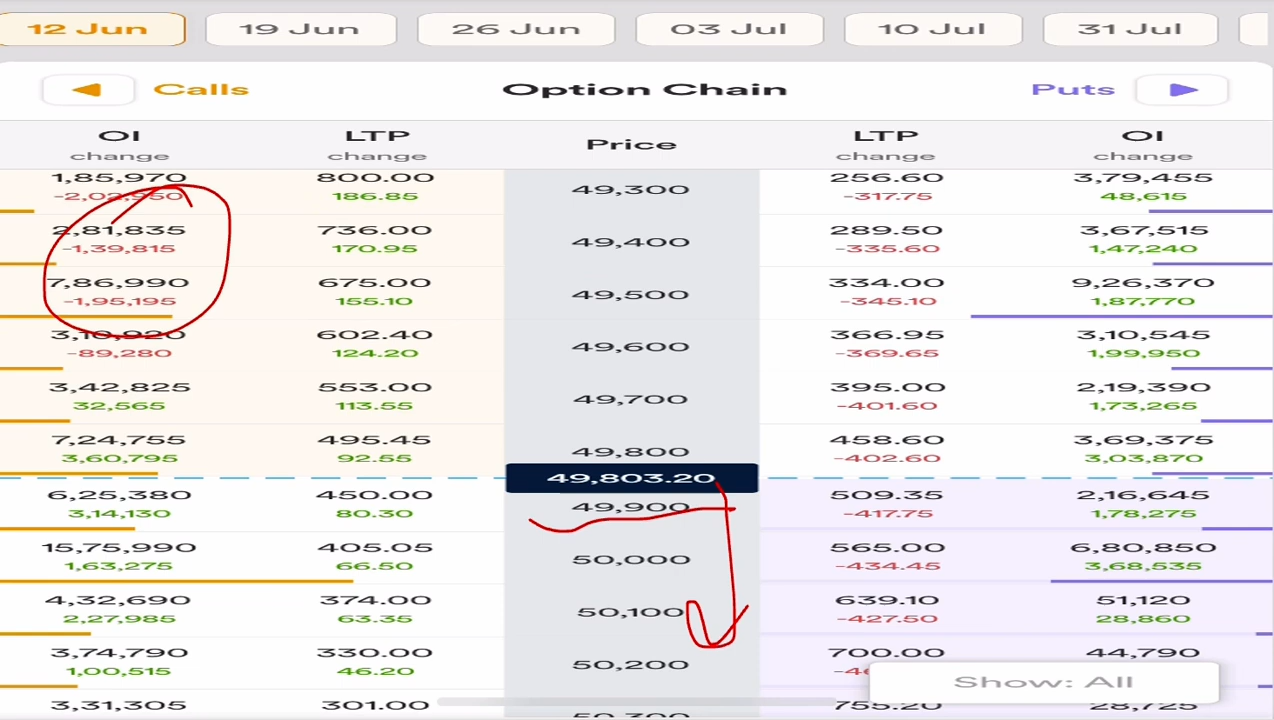 12 Jun 19 Jun 26 Jun 03 Jul 10 Jul 31 Jul
Calls Option Chain Puts
OI LTP Price LTP OI
change change change change
1,85,970 800.00 49,300 256.60 3,79,455
-2,02,950 186.85 -317.75 48,615
2,81,835 736.00 49,400 289.50 3,67,515
-1,39,815 170.95 -335.60 1,47,240
7,86,990 675.00 49,500 334.00 9,26,370
-1,95,195 155.10 -345.10 1,87,770
3,10,920 602.40 49,600 366.95 3,10,545
-89,280 124.20 -369.65 1,99,950
3,42,825 553.00 49,700 395.00 2,19,390
32,565 113.55 -401.60 1,73,265
7,24,755 495.45 49,800 458.60 3,69,375
3,60,795 92.55 -402.60 3,03,870
49,803.20
6,25,380 450.00 49,900 509.35 2,16,645
3,14,130 80.30 -417.75 1,78,275
15,75,990 405.05 50,000 565.00 6,80,850
1,63,275 66.50 -434.45 3,68,535
4,32,690 374.00 50,100 639.10 51,120
2,27,985 63.35 -427.50 28,860
3,74,790 330.00 50,200 700.00 44,790
1,00,515 46.20
Show: All
3,31,305 301.00 50,300 755.20 28,725